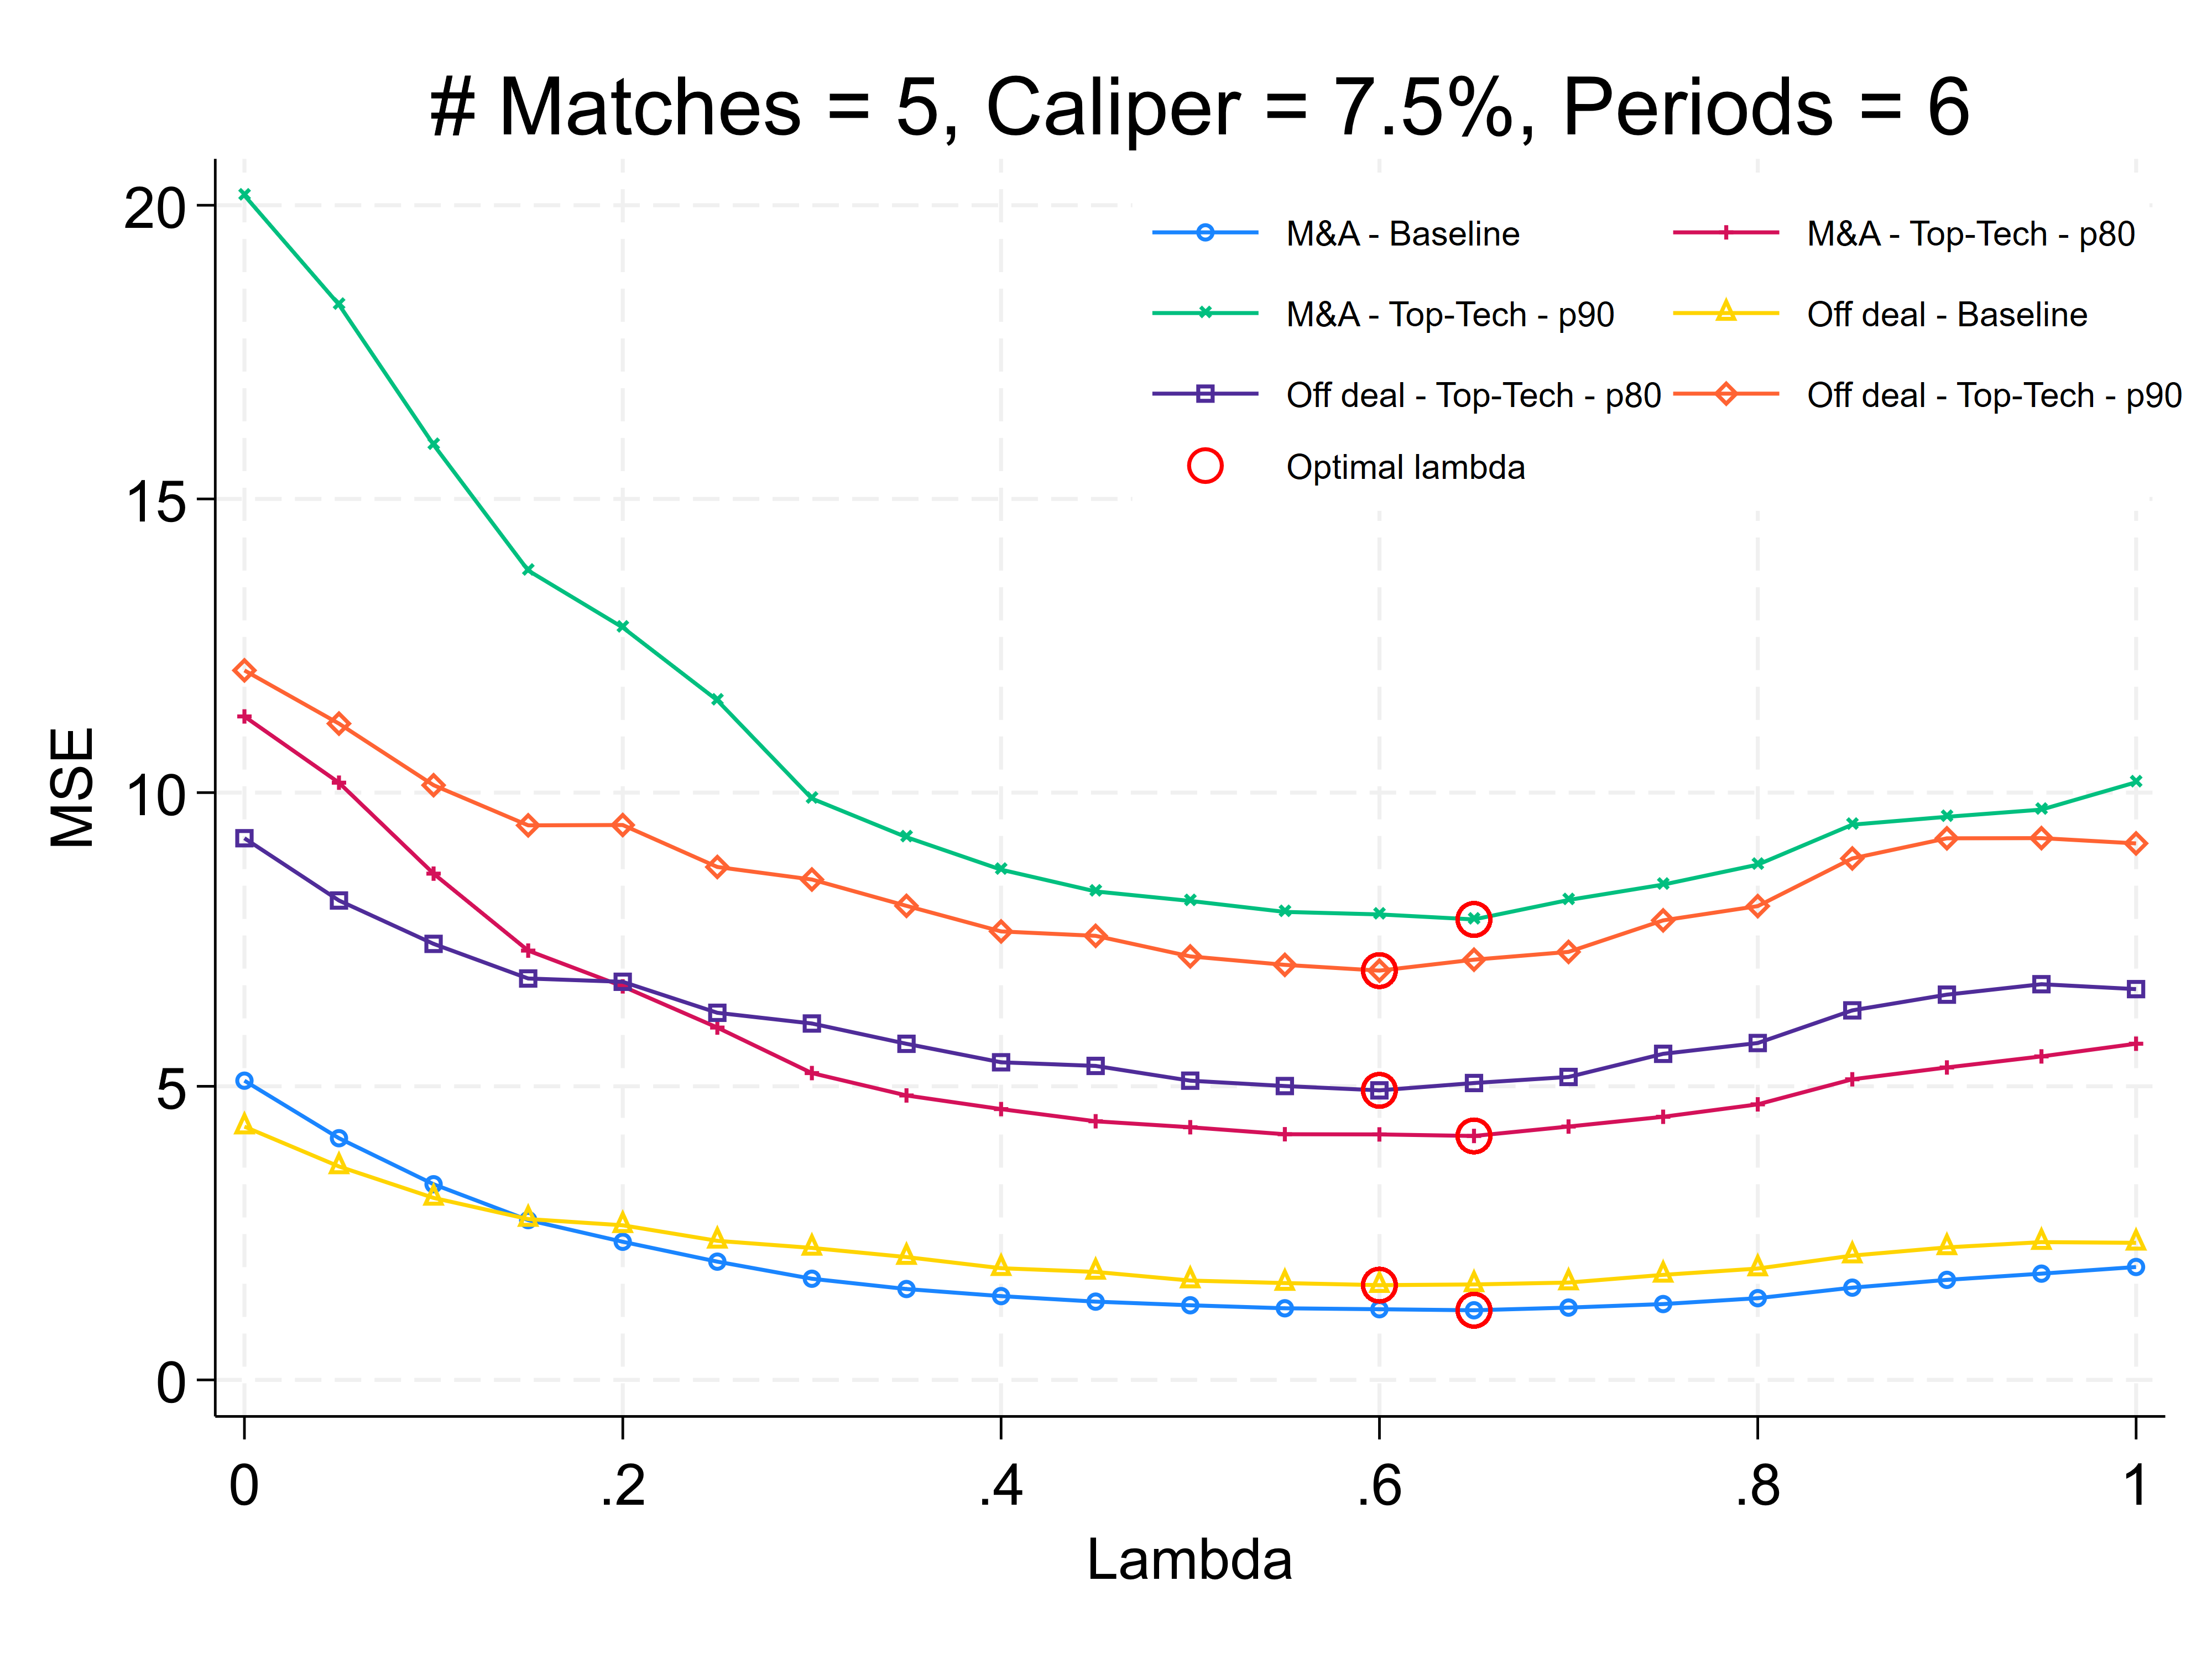 # Matches = 5, Caliper = 7.5%, Periods = 6
20
15
10
5
0
MSE
M&A - Baseline
M&A - Top-Tech - p80
M&A - Top-Tech - p90
Off deal - Baseline
Off deal - Top-Tech - p80
Off deal - Top-Tech - p90
Optimal lambda
0 .2 .4 .6 .8 1
Lambda